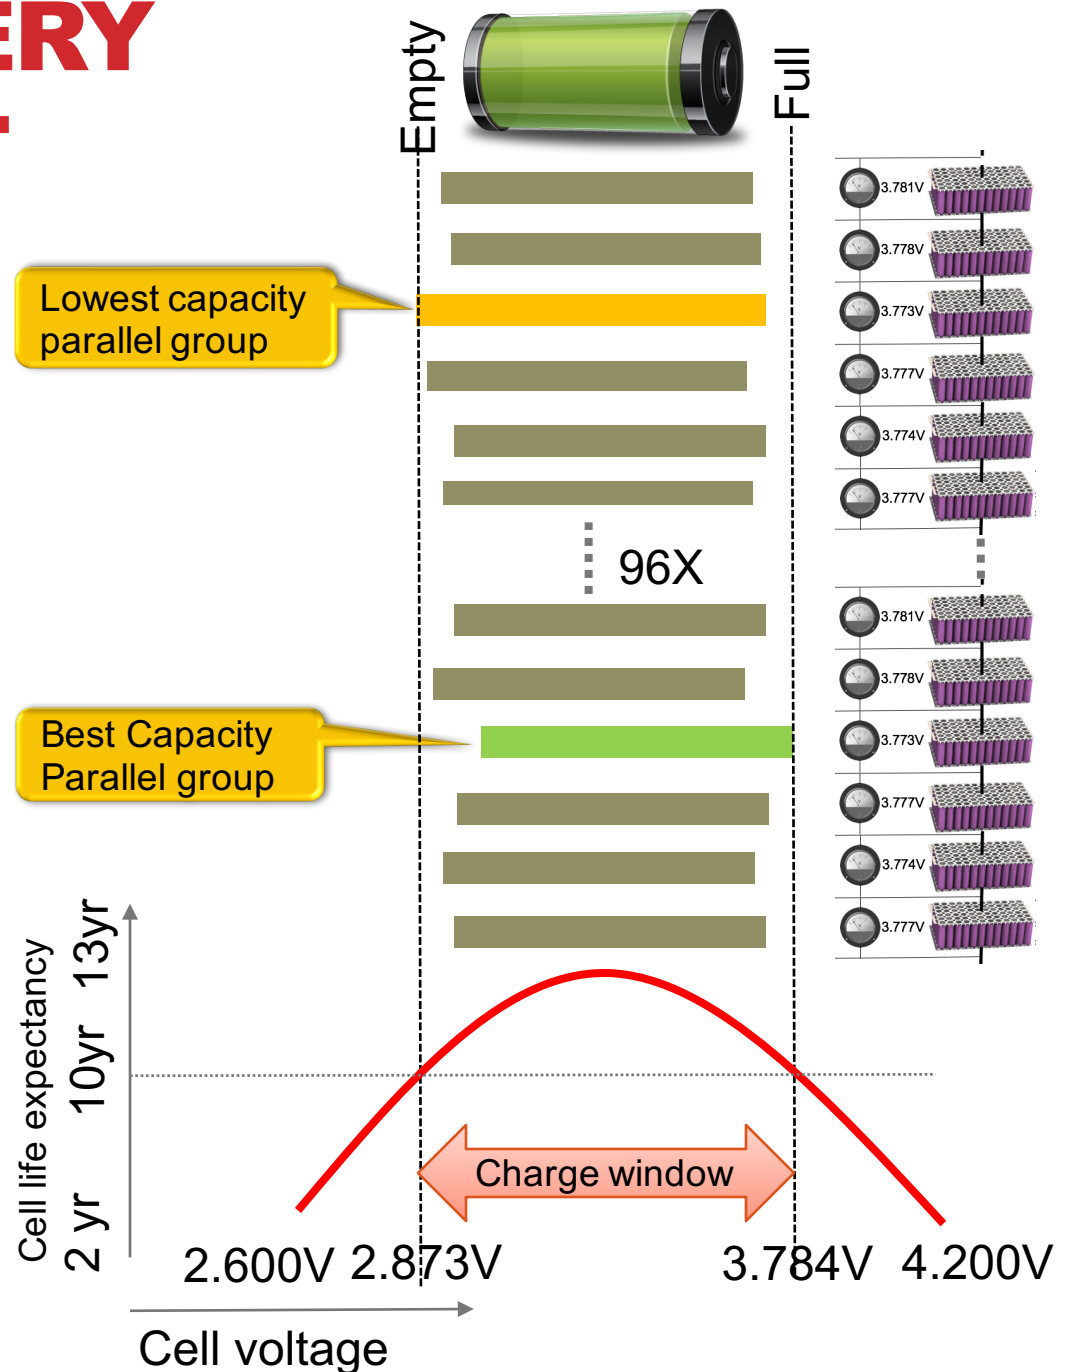 ERY
Empty
Full
3.781V
3.778V
Lowest capacity
parallel group
3.773V
3.777V
3.774V
3.777V
96X
3.781V
3.778V
Best Capacity
Parallel group
3.773V
3.777V
3.774V
3.777V
Cell life expectancy
2 yr 10yr 13yr
Charge window
2.600V 2.873V 3.784V 4.200V
Cell voltage